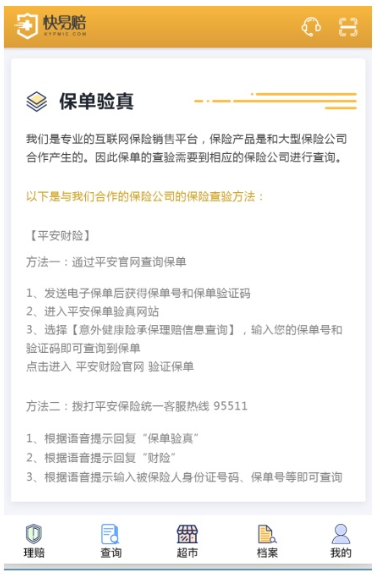 快易赔
KYPMIC.COM
保单验真
我们是专业的互联网保险销售平台，保险产品是和大型保险公司
合作产生的。因此保单的查验需要到相应的保险公司进行查询。
以下是与我们合作的保险公司的保险查验方法：
【平安财险】
方法一：通过平安官网查询保单
1、发送电子保单后获得保单号和保单验证码
2、进入平安保单验真网站
3、选择【意外健康险承保理赔信息查询】，输入您的保单号和
验证码即可查询到保单
点击进入 平安财险官网 验证保单
方法二：拨打平安保险统一客服热线 95511
1、根据语音提示回复“保单验真”
2、根据语音提示回复“财险”
3、根据语音提示输入被保险人身份证号码、保单号等即可查询
理赔 查询 超市 档案 我的